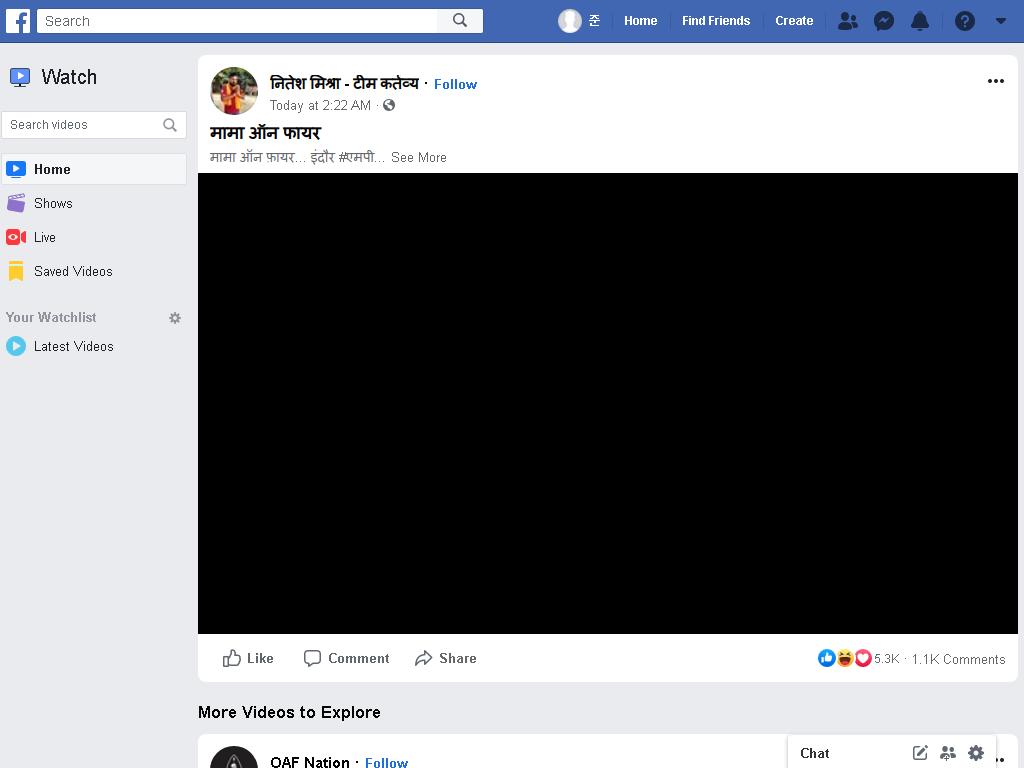 Search
준
Home
Find Friends
Create
Watch
Search videos
Home
Shows
Live
Saved Videos
Your Watchlist
Latest Videos
नितेश मिश्रा - टीम कर्तव्य · Follow
Today at 2:22 AM ·
मामा ऑन फायर
मामा ऑन फ़ायर... इंदौर #एमपी... See More
Like
Comment
Share
5.3K · 1.1K Comments
More Videos to Explore
OAF Nation · Follow
Chat